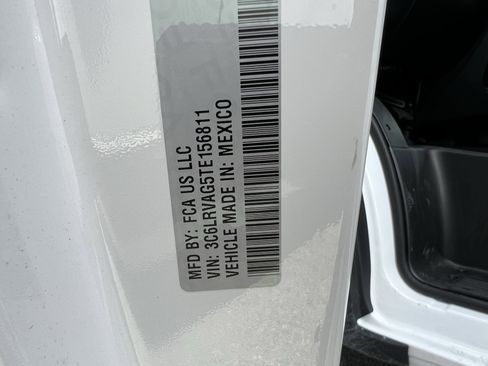 MFD BY: FCA US LLC
VIN: 3C6LRVAG5TE156811
VEHICLE MADE IN: MEXICO